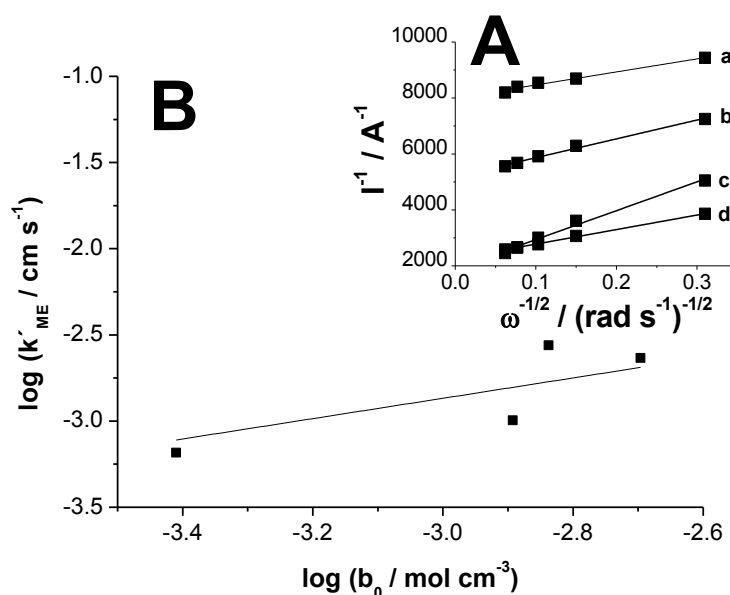 A
10000
8000
6000
4000
2000
I⁻¹ / A⁻¹
a
b
c
d
0.0 0.1 0.2 0.3
ω⁻¹/² / (rad s⁻¹)⁻¹/²
B
-1.0
-1.5
-2.0
-2.5
-3.0
-3.5
log (k´ME / cm s⁻¹)
-3.4 -3.2 -3.0 -2.8 -2.6
log (b₀ / mol cm⁻³)